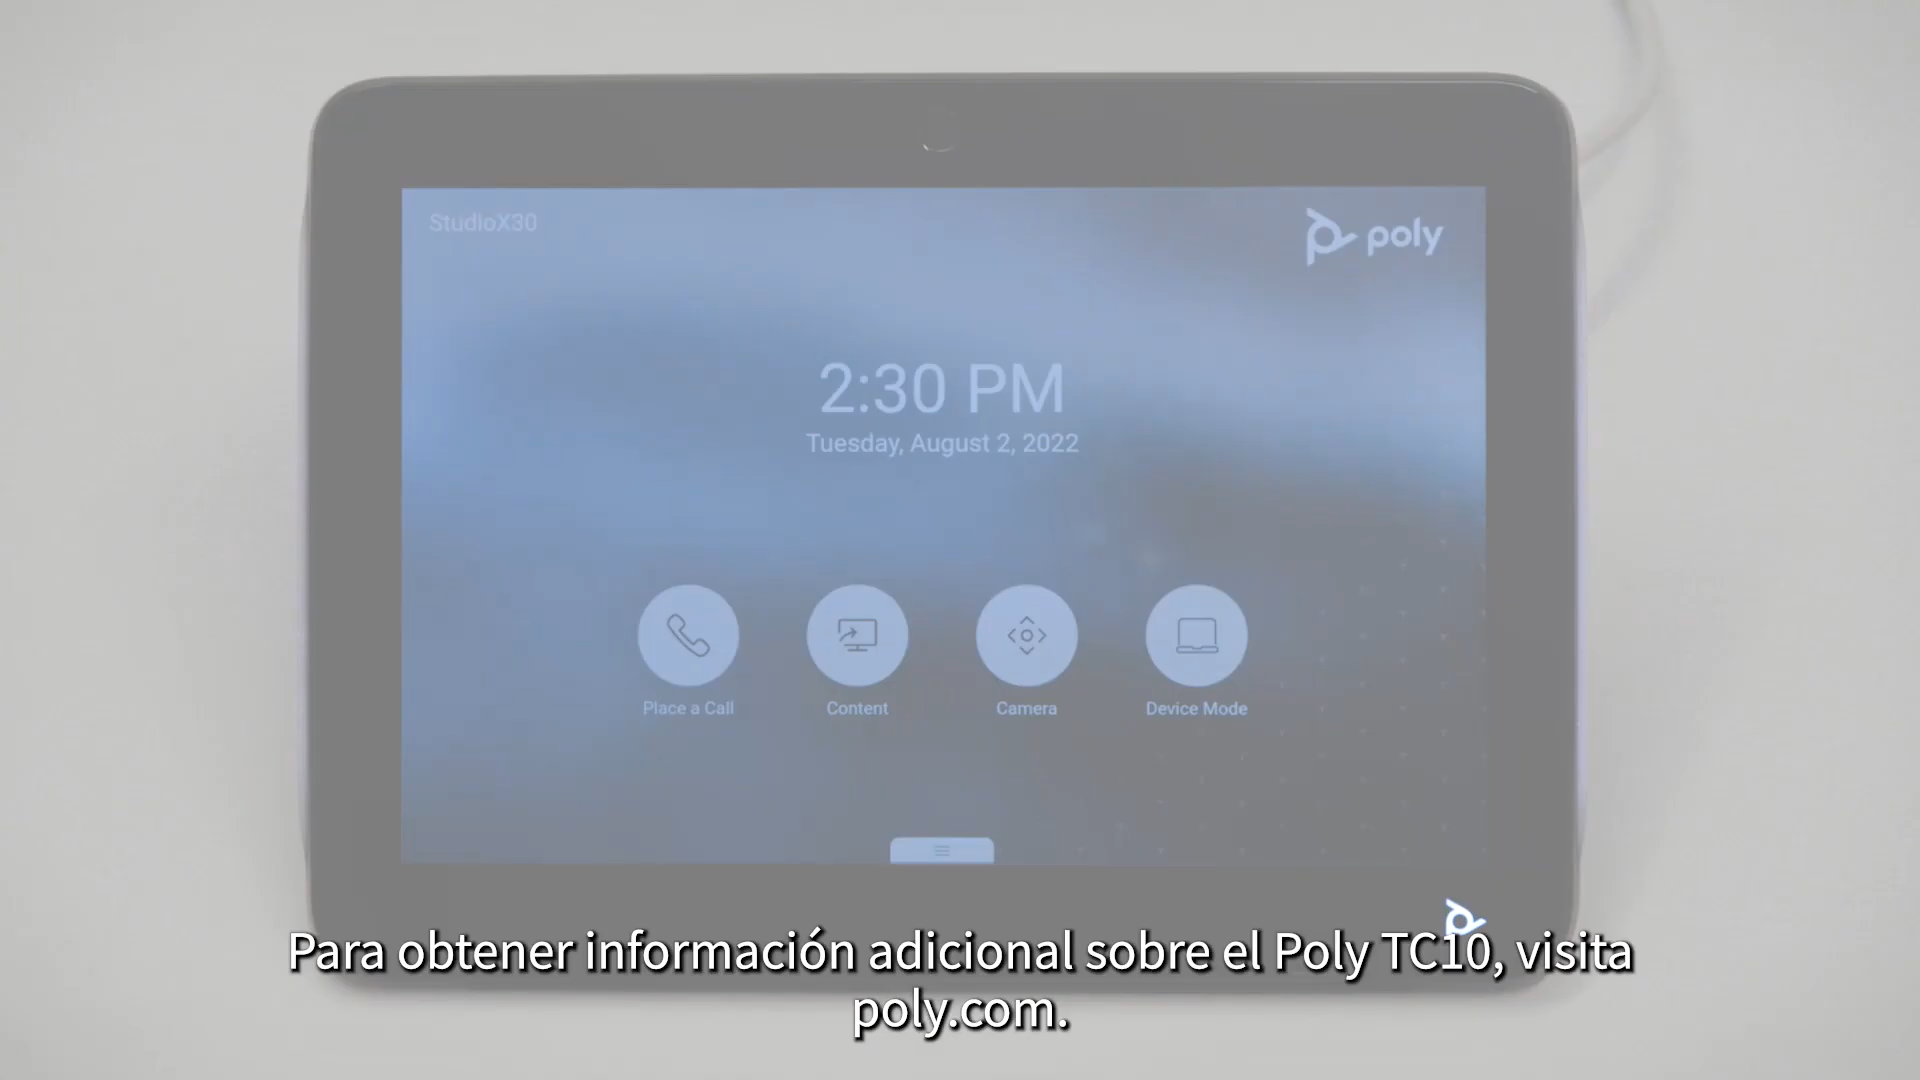 StudioX30
poly
2:30 PM
Tuesday, August 2, 2022
Place a Call
Content
Camera
Device Mode
Para obtener información adicional sobre el Poly TC10, visita
poly.com.